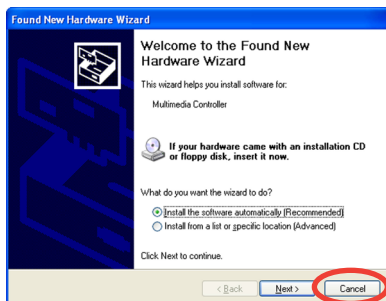 Found New Hardware Wizard
Welcome to the Found New
Hardware Wizard
This wizard helps you install software for:
Multimedia Controller
If your hardware came with an installation CD
or floppy disk, insert it now.
What do you want the wizard to do?
Install the software automatically (Recommended)
Install from a list or specific location (Advanced)
Click Next to continue.
< Back Next > Cancel